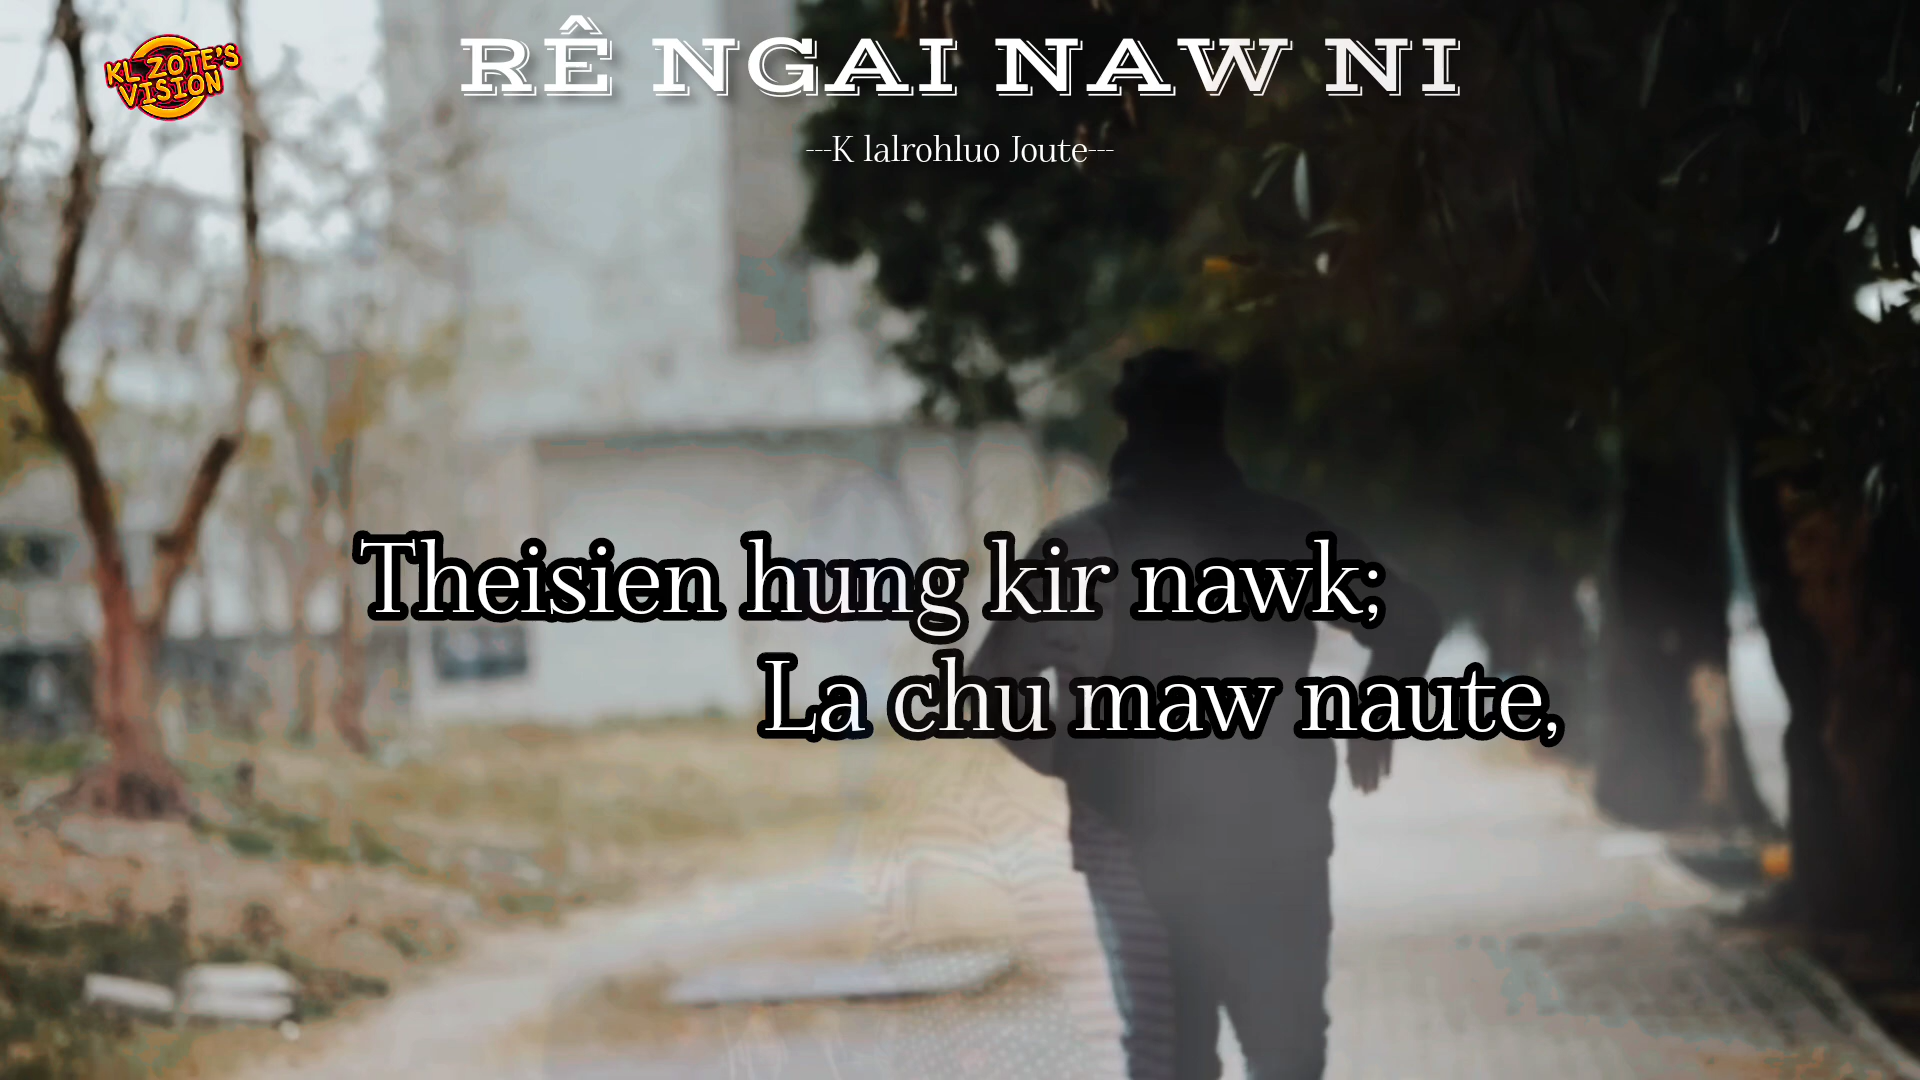 KL ZOTE'S
VISION
RÊ NGAI NAW NI
---K lalrohluo Joute---
Theisien hung kir nawk;
La chu maw naute,